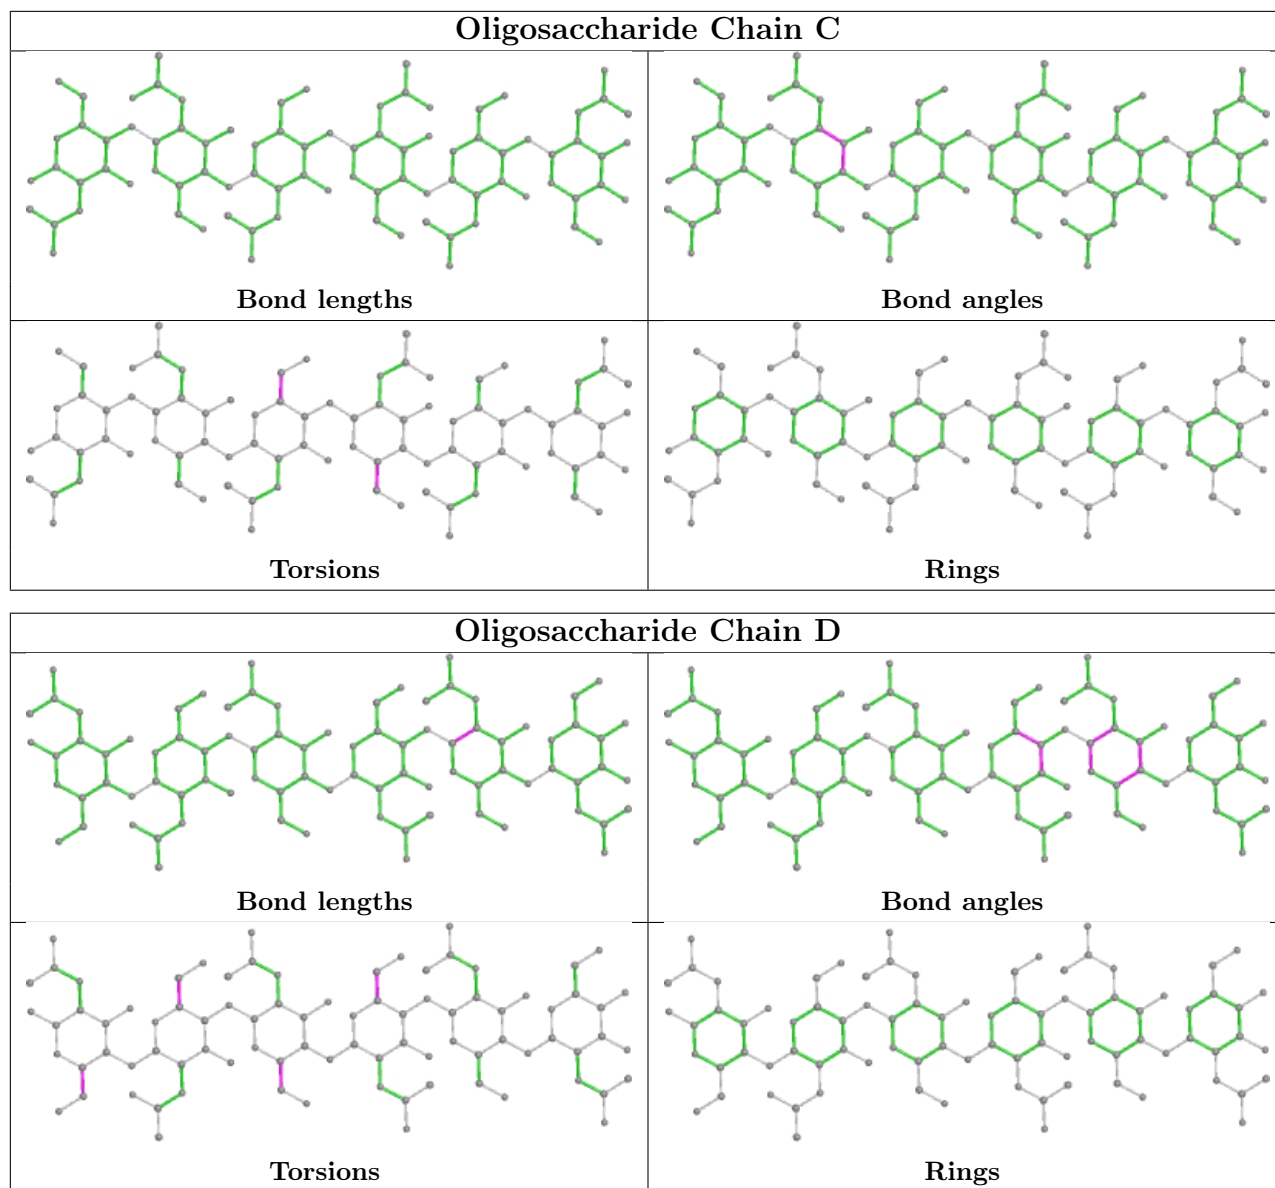 Oligosaccharide Chain C
Bond lengths
Bond angles
Torsions
Rings
Oligosaccharide Chain D
Bond lengths
Bond angles
Torsions
Rings